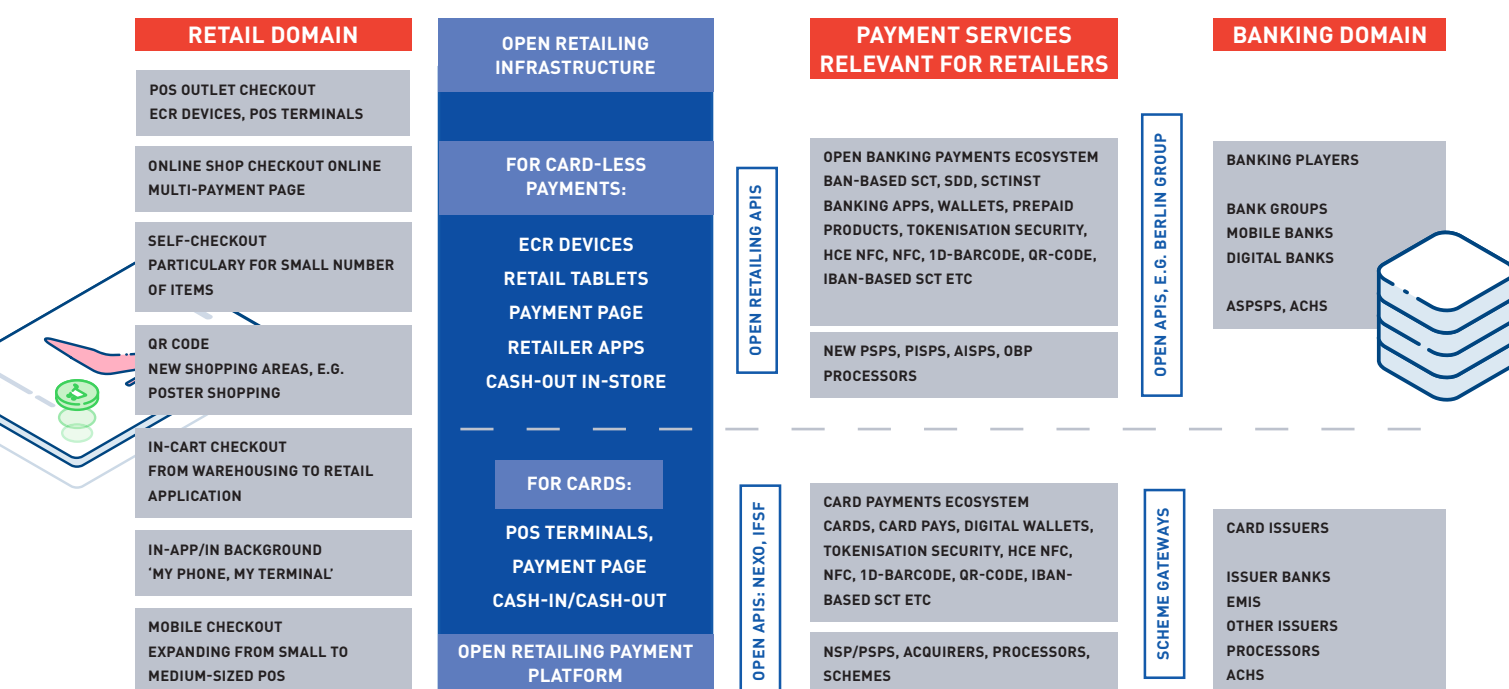 RETAIL DOMAIN
POS OUTLET CHECKOUT
ECR DEVICES, POS TERMINALS
ONLINE SHOP CHECKOUT ONLINE
MULTI-PAYMENT PAGE
SELF-CHECKOUT
PARTICULARY FOR SMALL NUMBER
OF ITEMS
QR CODE
NEW SHOPPING AREAS, E.G.
POSTER SHOPPING
IN-CART CHECKOUT
FROM WAREHOUSING TO RETAIL
APPLICATION
IN-APP/IN BACKGROUND
‘MY PHONE, MY TERMINAL’
MOBILE CHECKOUT
EXPANDING FROM SMALL TO
MEDIUM-SIZED POS
OPEN RETAILING
INFRASTRUCTURE
FOR CARD-LESS
PAYMENTS:
ECR DEVICES
RETAIL TABLETS
PAYMENT PAGE
RETAILER APPS
CASH-OUT IN-STORE
FOR CARDS:
POS TERMINALS,
PAYMENT PAGE
CASH-IN/CASH-OUT
OPEN RETAILING PAYMENT
PLATFORM
OPEN RETAILING APIS
OPEN APIS: NEXO, IFSF
PAYMENT SERVICES
RELEVANT FOR RETAILERS
OPEN BANKING PAYMENTS ECOSYSTEM
BAN-BASED SCT, SDD, SCTINST
BANKING APPS, WALLETS, PREPAID
PRODUCTS, TOKENISATION SECURITY,
HCE NFC, NFC, 1D-BARCODE, QR-CODE,
IBAN-BASED SCT ETC
NEW PSPS, PISPS, AISPS, OBP
PROCESSORS
CARD PAYMENTS ECOSYSTEM
CARDS, CARD PAYS, DIGITAL WALLETS,
TOKENISATION SECURITY, HCE NFC,
NFC, 1D-BARCODE, QR-CODE, IBAN-
BASED SCT ETC
NSP/PSPS, ACQUIRERS, PROCESSORS,
SCHEMES
OPEN APIS, E.G. BERLIN GROUP
SCHEME GATEWAYS
BANKING DOMAIN
BANKING PLAYERS
BANK GROUPS
MOBILE BANKS
DIGITAL BANKS
ASPSPS, ACHS
CARD ISSUERS
ISSUER BANKS
EMIS
OTHER ISSUERS
PROCESSORS
ACHS